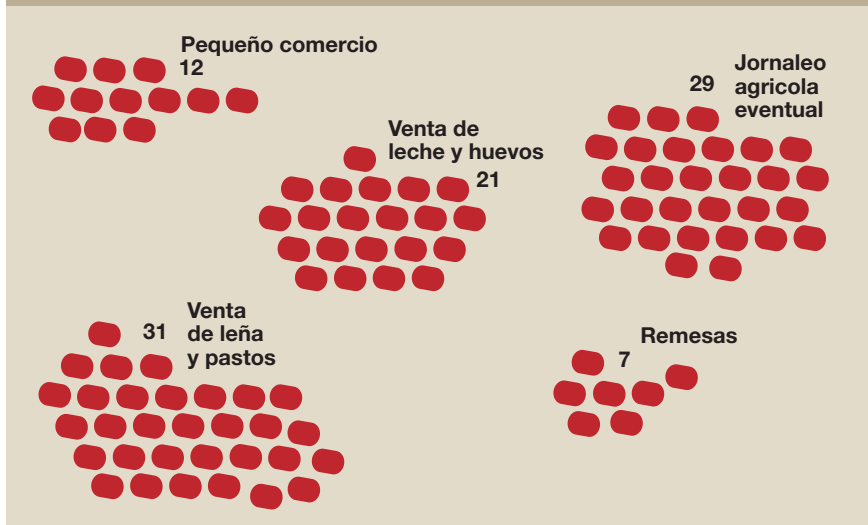 Pequeño comercio
12
Venta de
leche y huevos
21
29
Jornaleo
agricola
eventual
31
Venta
de leña
y pastos
Remesas
7